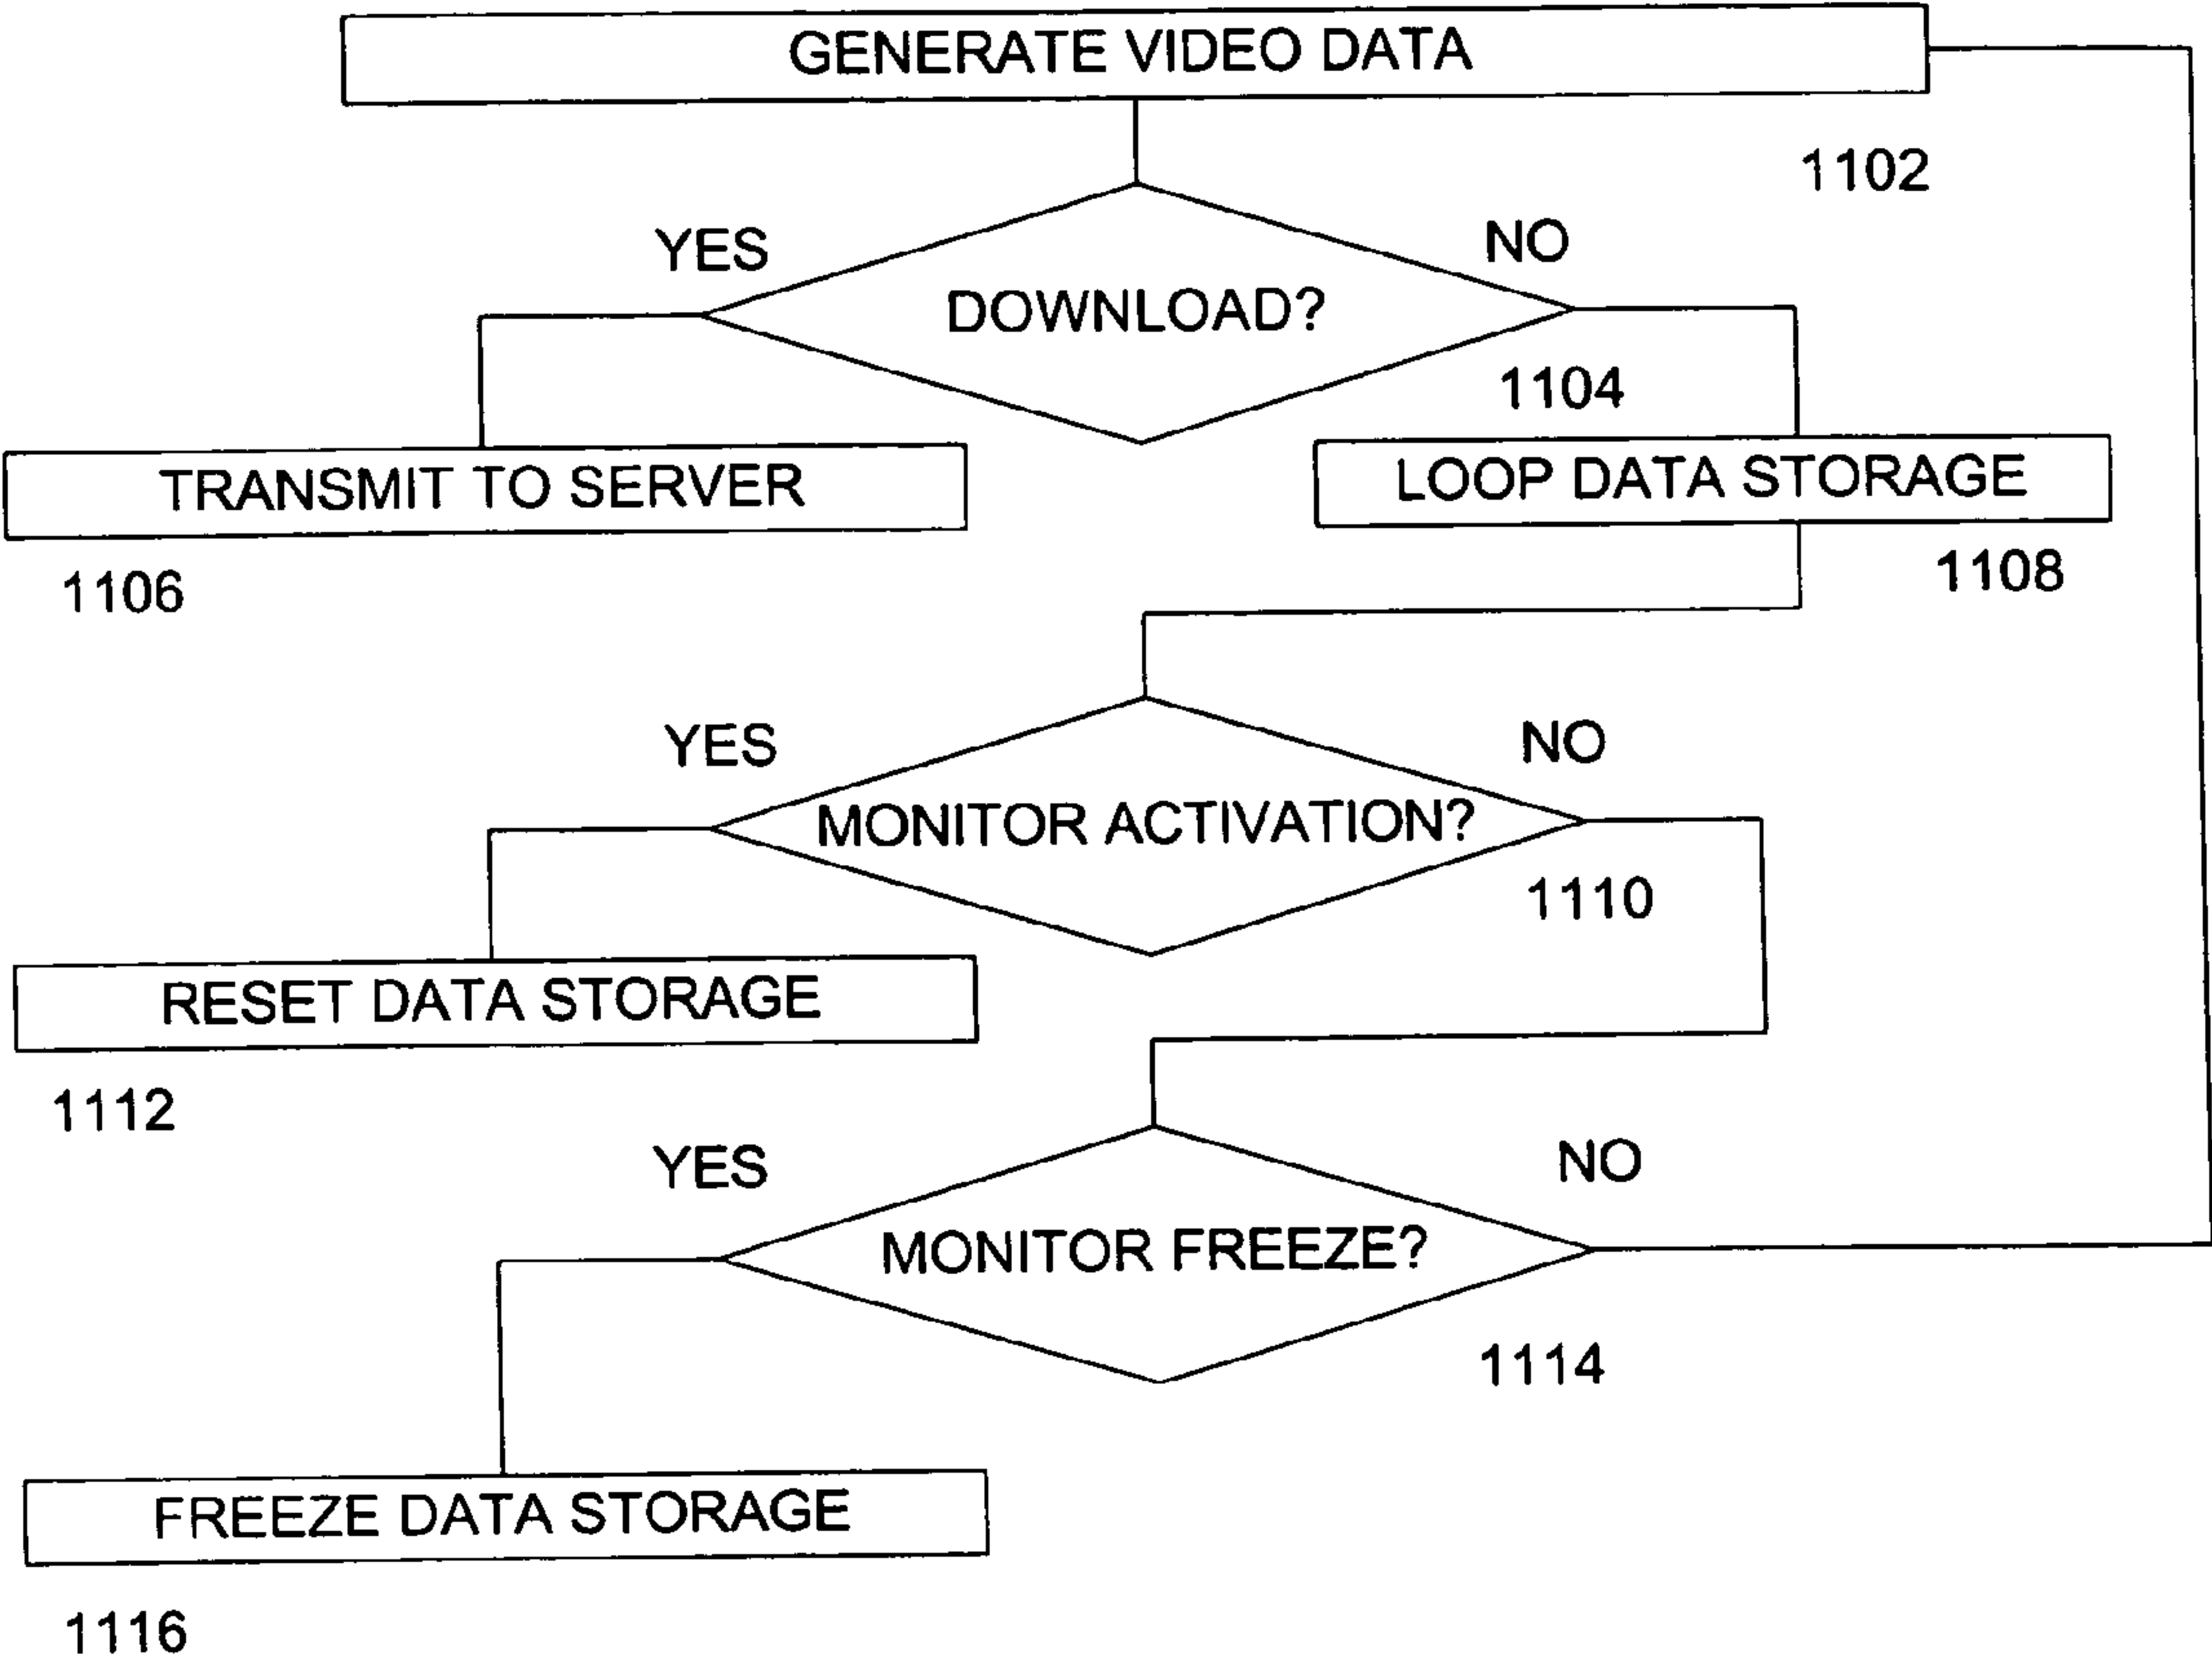 GENERATE VIDEO DATA
1102
YES
NO
DOWNLOAD?
1104
TRANSMIT TO SERVER
LOOP DATA STORAGE
1106
1108
YES
NO
MONITOR ACTIVATION?
1110
RESET DATA STORAGE
1112
YES
NO
MONITOR FREEZE?
1114
FREEZE DATA STORAGE
1116